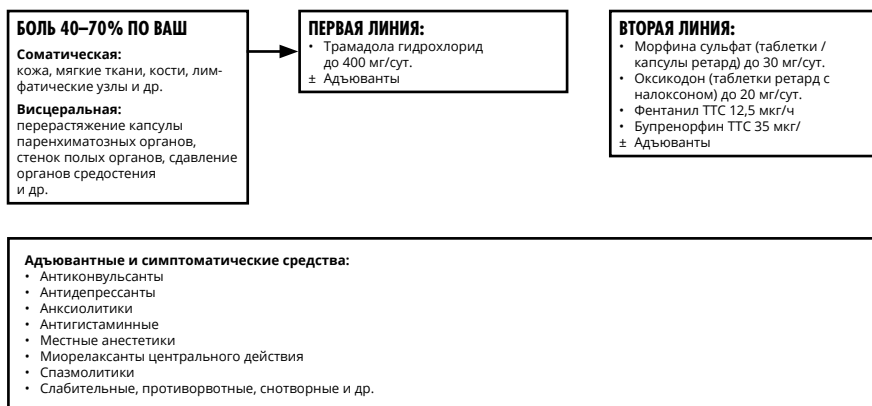 БОЛЬ 40–70% ПО ВАШ
Соматическая:
кожа, мягкие ткани, кости, лим-
фатические узлы и др.
Висцеральная:
перерастяжение капсулы
паренхиматозных органов,
стенок полых органов, сдавление
органов средостения
и др.
ПЕРВАЯ ЛИНИЯ:
• Трамадола гидрохлорид
до 400 мг/сут.
± Адъюванты
ВТОРАЯ ЛИНИЯ:
• Морфина сульфат (таблетки /
капсулы ретард) до 30 мг/сут.
• Оксикодон (таблетки ретард с
налоксоном) до 20 мг/сут.
• Фентанил ТТС 12,5 мкг/ч
• Бупренорфин ТТС 35 мкг/
± Адъюванты
Адъювантные и симптоматические средства:
• Антиконвульсанты
• Антидепрессанты
• Анксиолитики
• Антигистаминные
• Местные анестетики
• Миорелаксанты центрального действия
• Спазмолитики
• Слабительные, противорвотные, снотворные и др.